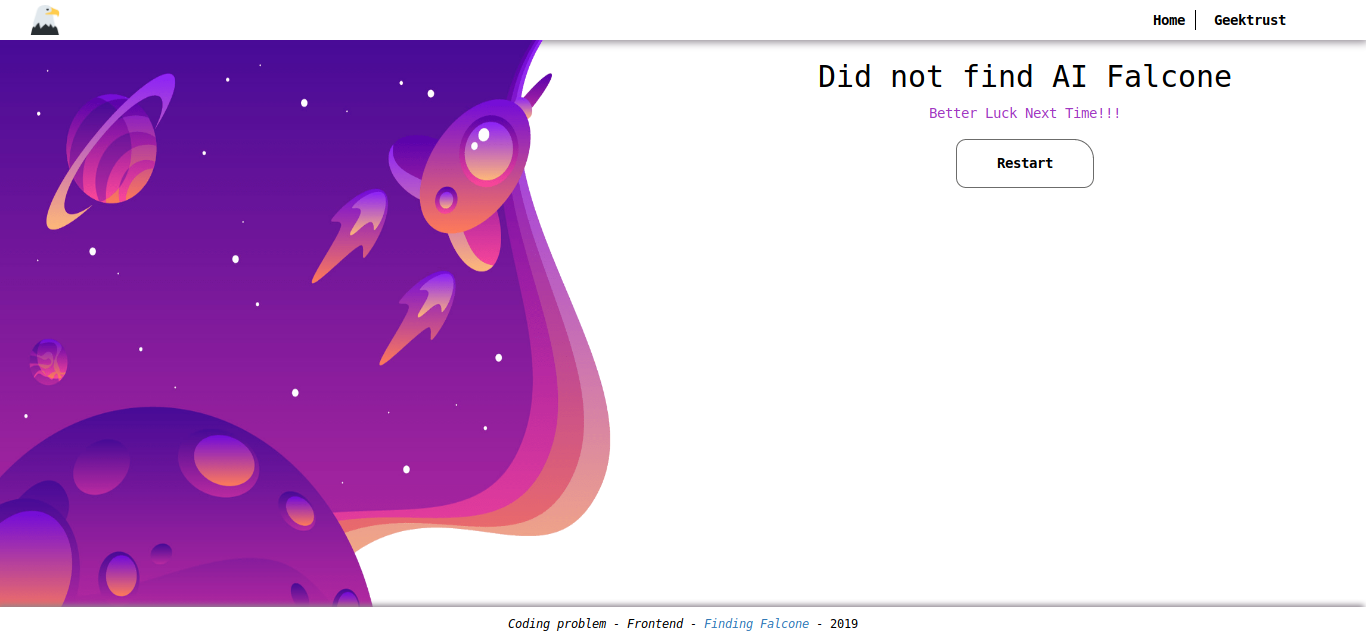 Home Geektrust
Did not find AI Falcone
Better Luck Next Time!!!
Restart
Coding problem - Frontend - Finding Falcone - 2019